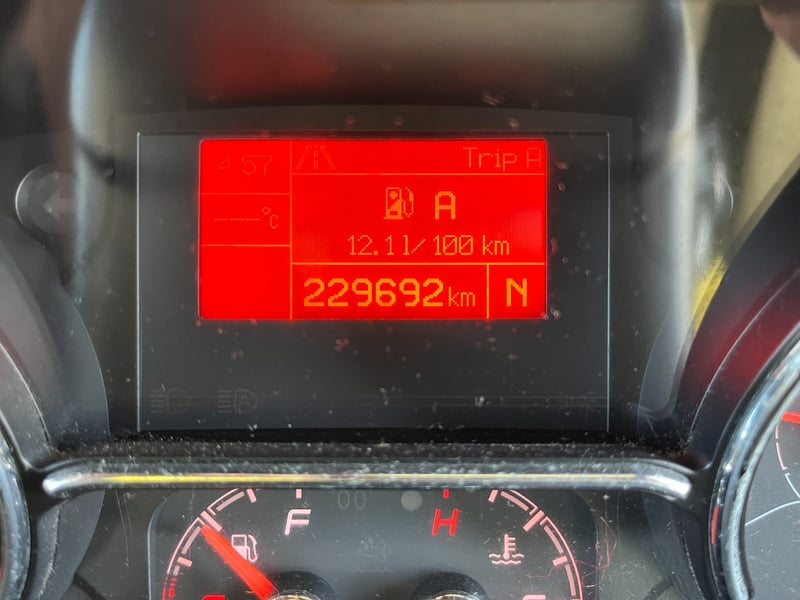 4:57
Trip A
---°C
A
12.1 l/100 km
229692 km
N
F
H